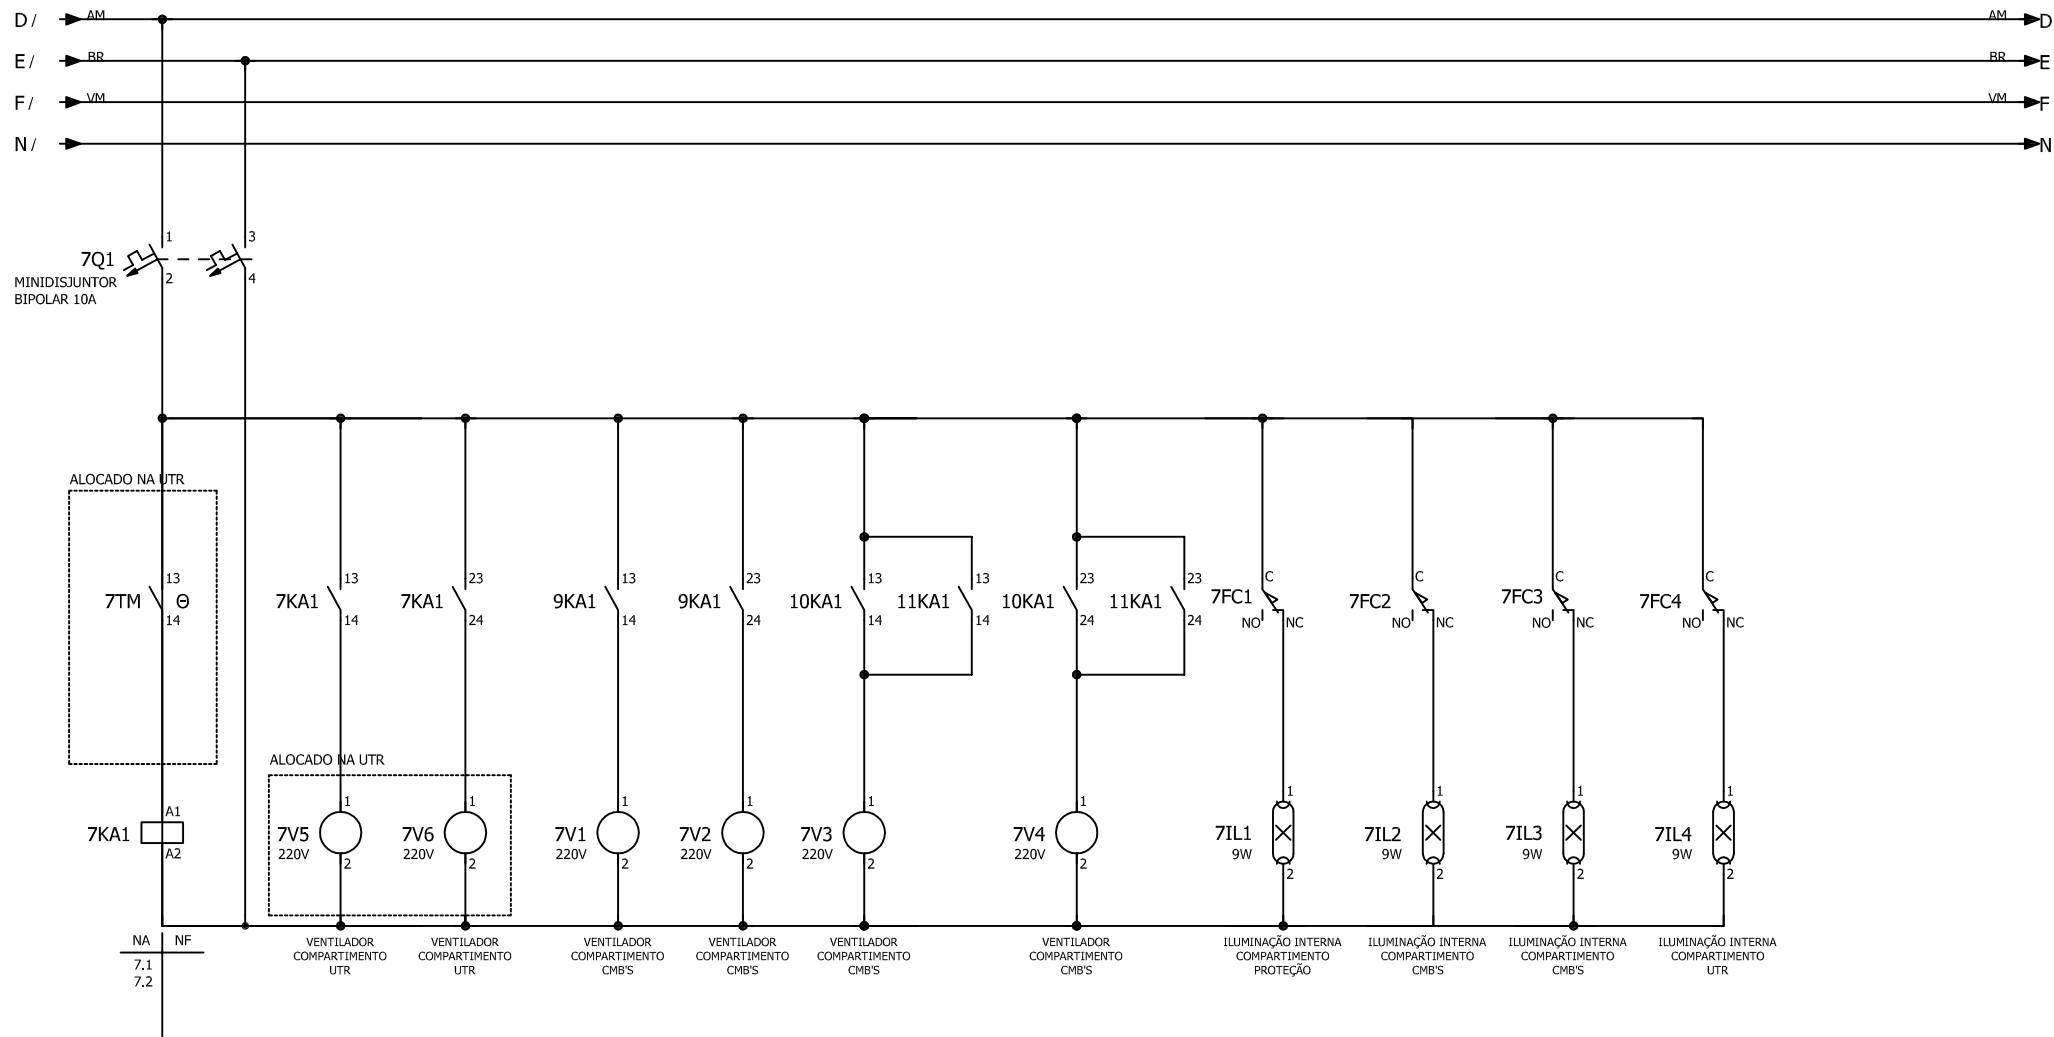 D / AM AM D
E / BR BR E
F / VM VM F
N / N
1 3
7Q1
2 4
MINIDISJUNTOR
BIPOLAR 10A
ALOCADO NA UTR
13 13 23 13 23 13 13 23 23 C C C C
7TM Θ 7KA1 7KA1 9KA1 9KA1 10KA1 11KA1 10KA1 11KA1 7FC1 7FC2 7FC3 7FC4
14 14 24 14 24 14 14 24 24 NO NC NO NC NO NC NO NC
ALOCADO NA UTR
A1 1 1 1 1 1 1 1 1 1 1
7KA1 7V5 7V6 7V1 7V2 7V3 7V4 7IL1 7IL2 7IL3 7IL4
A2 220V 220V 220V 220V 220V 220V 9W 9W 9W 9W
2 2 2 2 2 2 2 2 2 2
NA NF
7.1
7.2
VENTILADOR
COMPARTIMENTO
UTR
VENTILADOR
COMPARTIMENTO
UTR
VENTILADOR
COMPARTIMENTO
CMB'S
VENTILADOR
COMPARTIMENTO
CMB'S
VENTILADOR
COMPARTIMENTO
CMB'S
VENTILADOR
COMPARTIMENTO
CMB'S
ILUMINAÇÃO INTERNA
COMPARTIMENTO
PROTEÇÃO
ILUMINAÇÃO INTERNA
COMPARTIMENTO
CMB'S
ILUMINAÇÃO INTERNA
COMPARTIMENTO
CMB'S
ILUMINAÇÃO INTERNA
COMPARTIMENTO
UTR